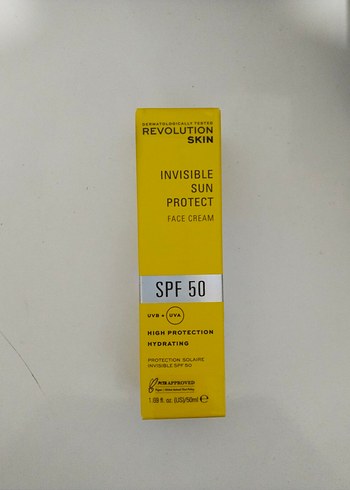 DERMATOLOGICALLY TESTED
REVOLUTION
SKIN
INVISIBLE
SUN
PROTECT
FACE CREAM
SPF 50
UVB + UVA
HIGH PROTECTION
HYDRATING
PROTECTION SOLAIRE
INVISIBLE SPF 50
APPROVED
1.69 fl. oz. (US)/50ml e